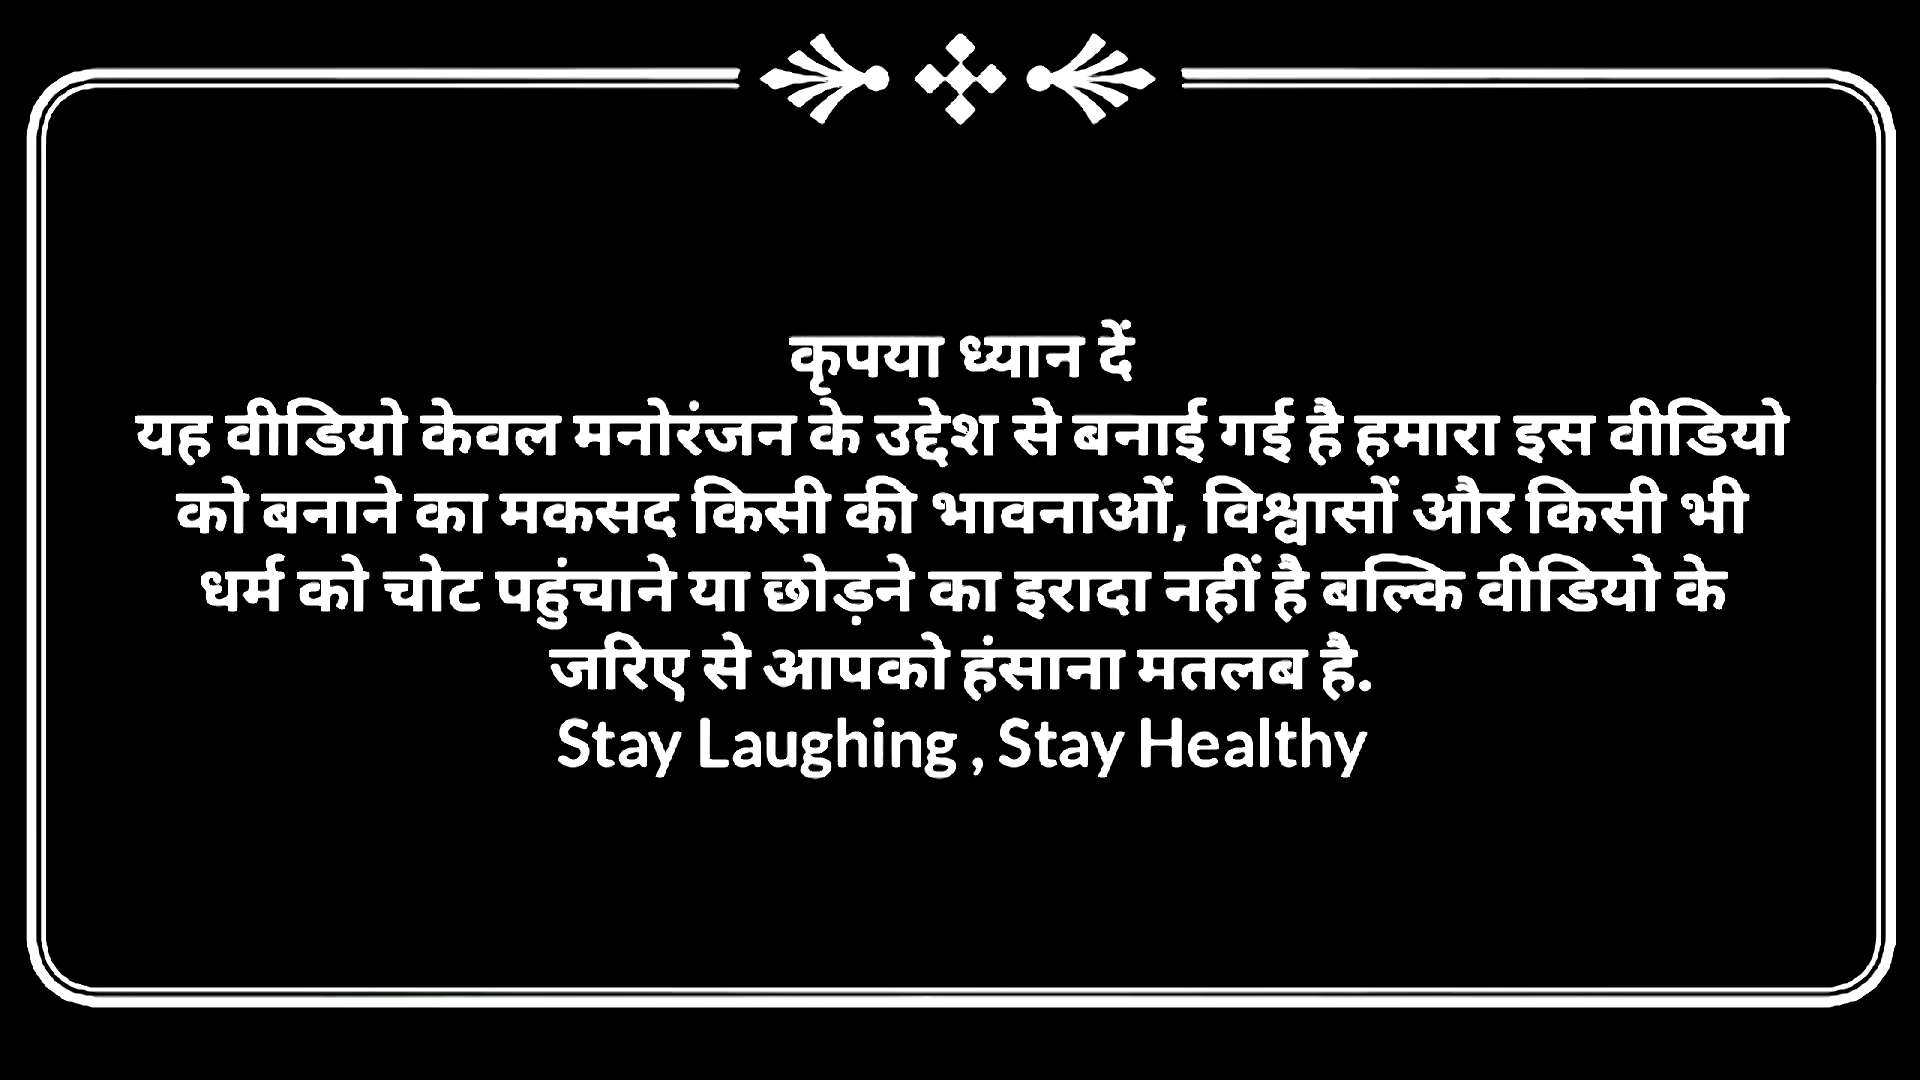 कृपया ध्यान दें
यह वीडियो केवल मनोरंजन के उद्देश से बनाई गई है हमारा इस वीडियो
को बनाने का मकसद किसी की भावनाओं, विश्वासों और किसी भी
धर्म को चोट पहुंचाने या छोड़ने का इरादा नहीं है बल्कि वीडियो के
जरिए से आपको हंसाना मतलब है.
Stay Laughing , Stay Healthy